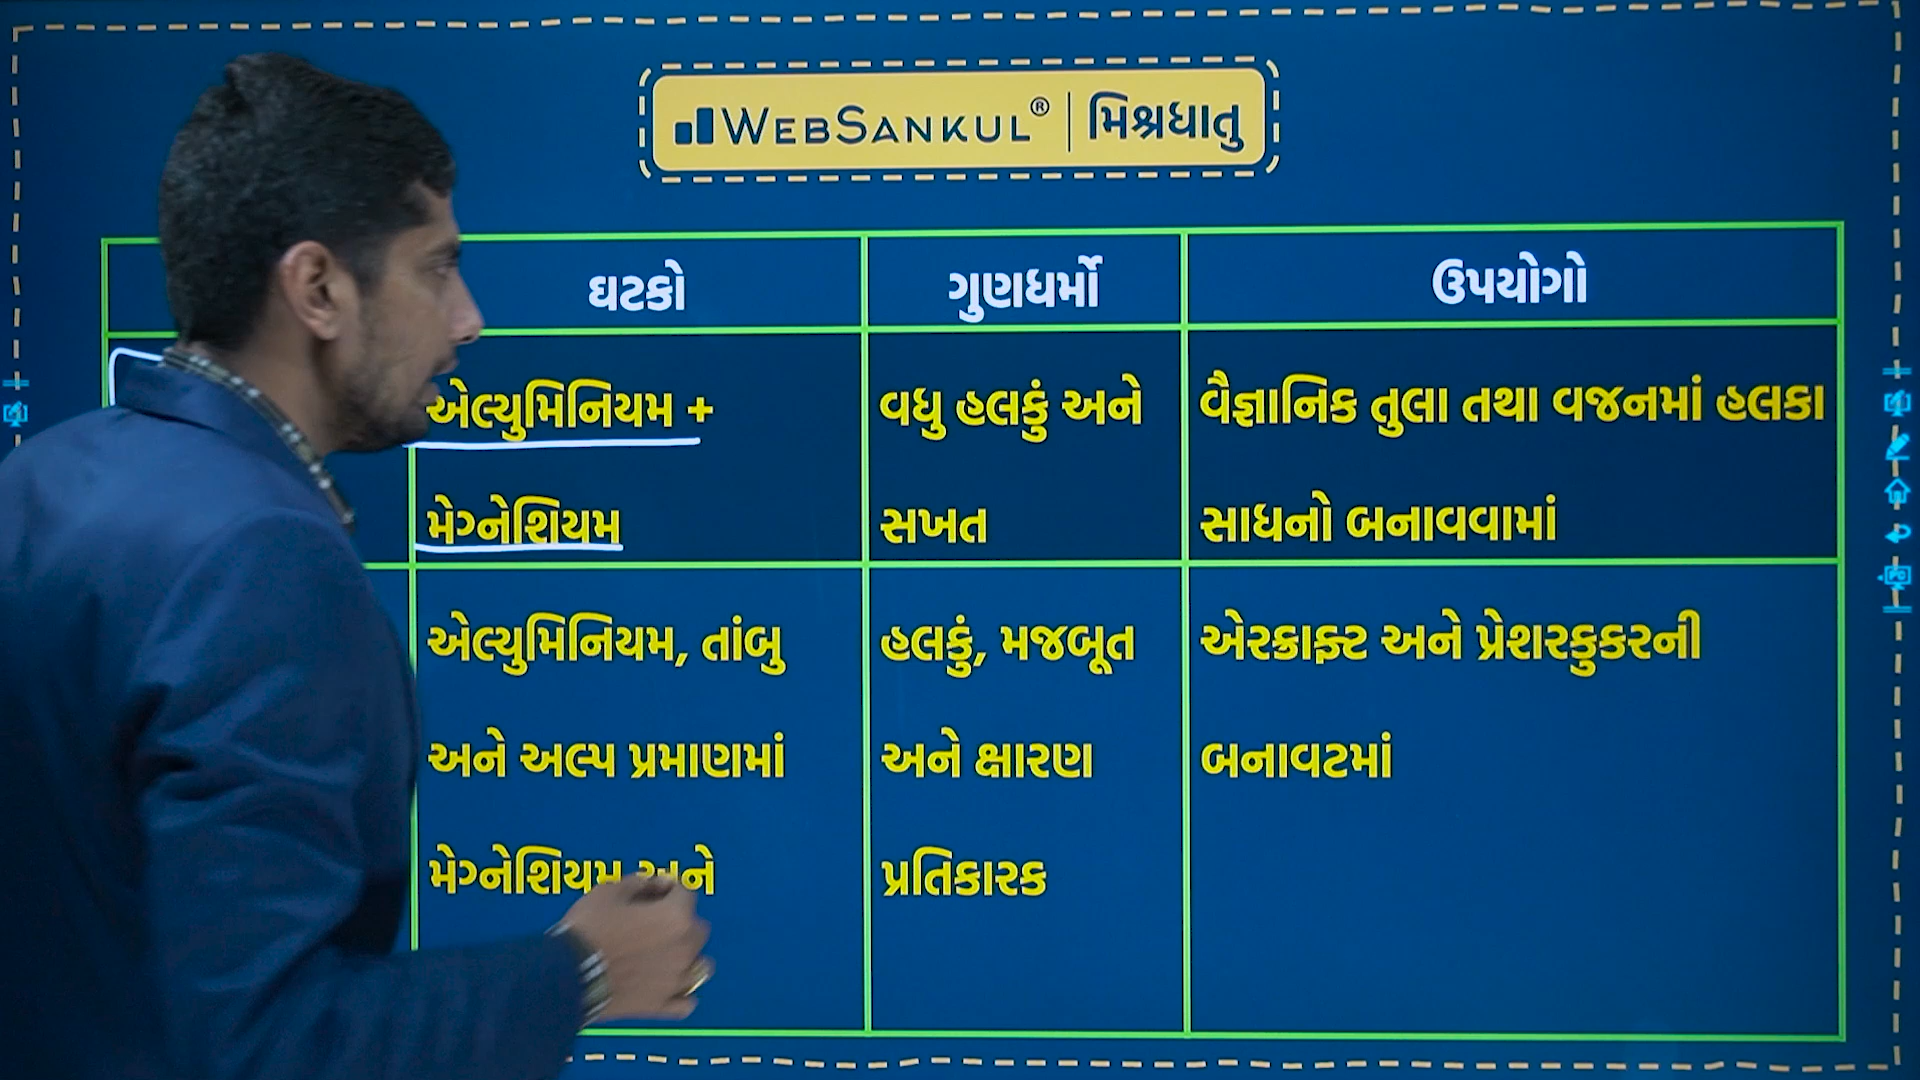 WEBSANKUL® | મિશ્રધાતુ
ઘટકો
ગુણધર્મો
ઉપયોગો
એલ્યુમિનિયમ +
મેગ્નેશિયમ
વધુ હલકું અને
સખત
વૈજ્ઞાનિક તુલા તથા વજનમાં હલકા
સાધનો બનાવવામાં
એલ્યુમિનિયમ, તાંબુ
અને અલ્પ પ્રમાણમાં
મેગ્નેશિયમ અને
હલકું, મજબૂત
અને ક્ષારણ
પ્રતિકારક
એરક્રાફ્ટ અને પ્રેશરકુકરની
બનાવટમાં